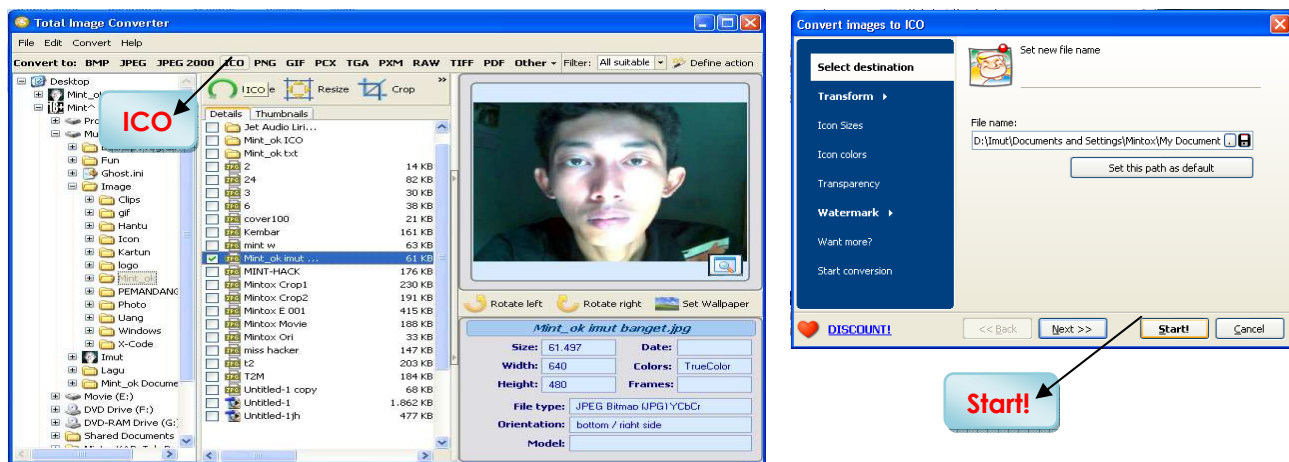 Total Image Converter
File Edit Convert Help
Convert to: BMP JPEG JPEG 2000 ICO PNG GIF PCX TGA PXM RAW TIFF PDF Other Filter: All suitable Define action
Desktop
Mint^
Fun
Ghost.ini
Image
Clips
gif
Hantu
Icon
Kartun
logo
Mint_ok
PEMANDANG
Photo
Uang
Windows
X-Code
Imut
Lagu
Mint_ok Docume
Movie (E:)
DVD Drive (F:)
DVD-RAM Drive (G:
Shared Documents
ICO
ICO
Resize
Crop
»
Details Thumbnails
Jet Audio Liri...
Mint_ok ICO
Mint_ok txt
2 14 KB
24 82 KB
3 30 KB
6 38 KB
cover100 21 KB
Kembar 161 KB
mint w 63 KB
Mint_ok imut ... 61 KB
MINT-HACK 176 KB
Mintox Crop1 230 KB
Mintox Crop2 191 KB
Mintox E 001 415 KB
Mintox Movie 188 KB
Mintox Ori 33 KB
miss hacker 147 KB
t2 203 KB
T2M 184 KB
Untitled-1 copy 68 KB
Untitled-1 1.862 KB
Untitled-1jh 477 KB
Rotate left Rotate right Set Wallpaper
Mint_ok imut banget.jpg
Size: 61.497 Date:
Width: 640 Colors: TrueColor
Height: 480 Frames:
File type: JPEG Bitmap (JPG) YCbCr
Orientation: bottom / right side
Model:
Convert images to ICO
Select destination
Transform
Icon Sizes
Icon colors
Transparency
Watermark
Want more?
Start conversion
Set new file name
File name:
D:\Imut\Documents and Settings\Mintox\My Document
Set this path as default
DISCOUNT!
<< Back Next >> Start! Cancel
Start!